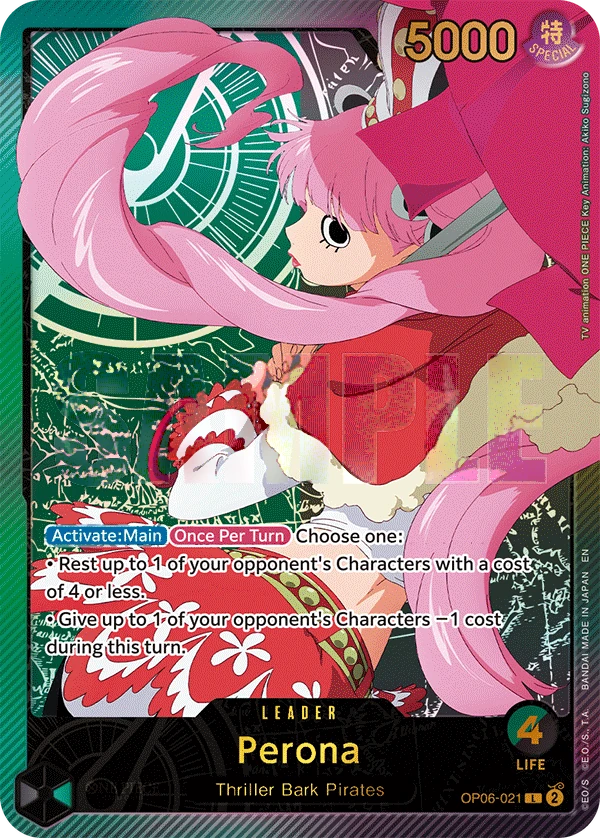 5000
特
SPECIAL
TV animation ONE PIECE Key Animation: Akiko Sugizono
SAMPLE
Activate:Main Once Per Turn Choose one:
• Rest up to 1 of your opponent's Characters with a cost
of 4 or less.
• Give up to 1 of your opponent's Characters −1 cost
during this turn.
©E.O./S., T.A. BANDAI MADE IN JAPAN EN
©EO/S
LEADER
Perona
Thriller Bark Pirates
4
LIFE
ONE PIECE
OP06-021 L 2